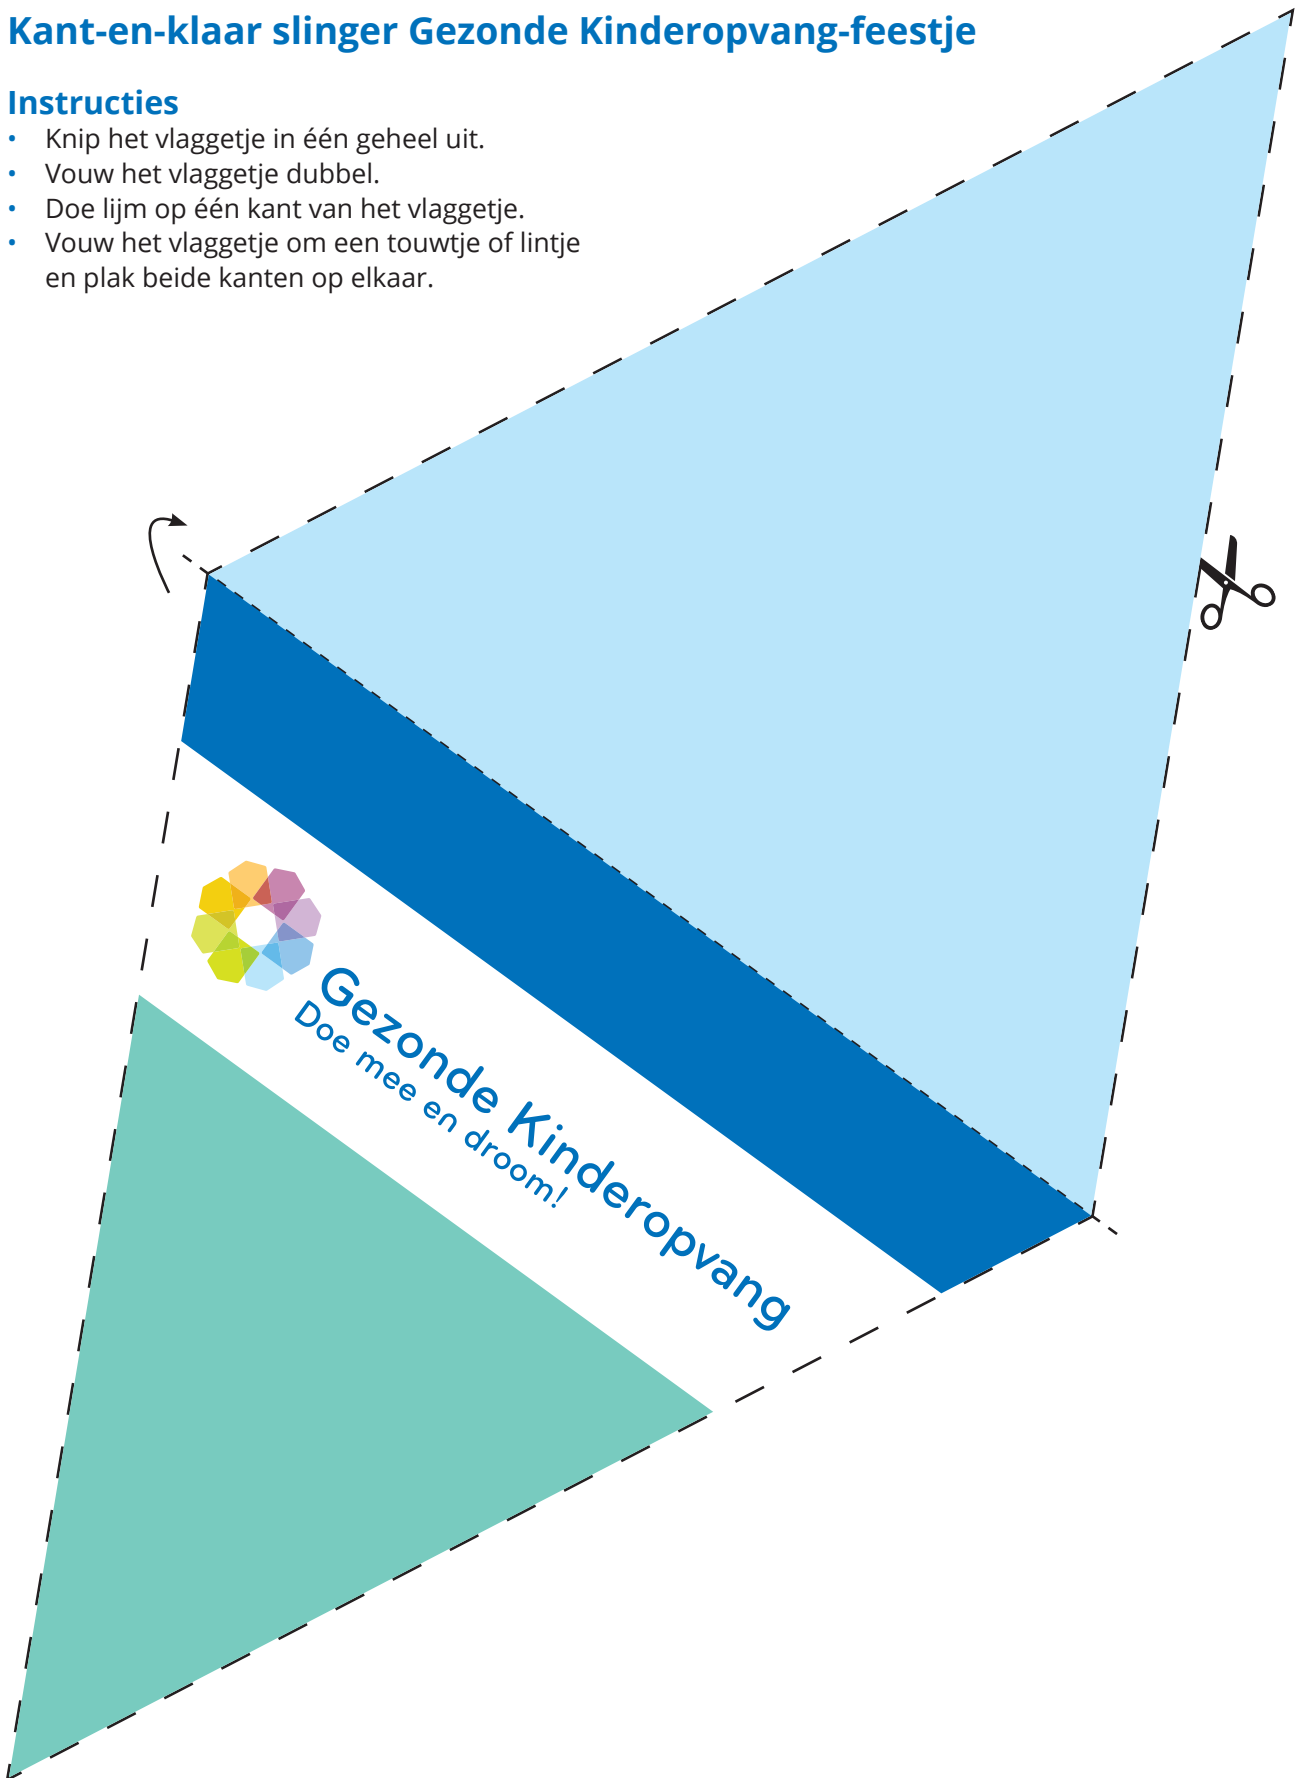 Kant-en-klaar slinger Gezonde Kinderopvang-feestje
Instructies
• Knip het vlaggetje in één geheel uit.
• Vouw het vlaggetje dubbel.
• Doe lijm op één kant van het vlaggetje.
• Vouw het vlaggetje om een touwtje of lintje
en plak beide kanten op elkaar.
Gezonde Kinderopvang
Doe mee en droom!